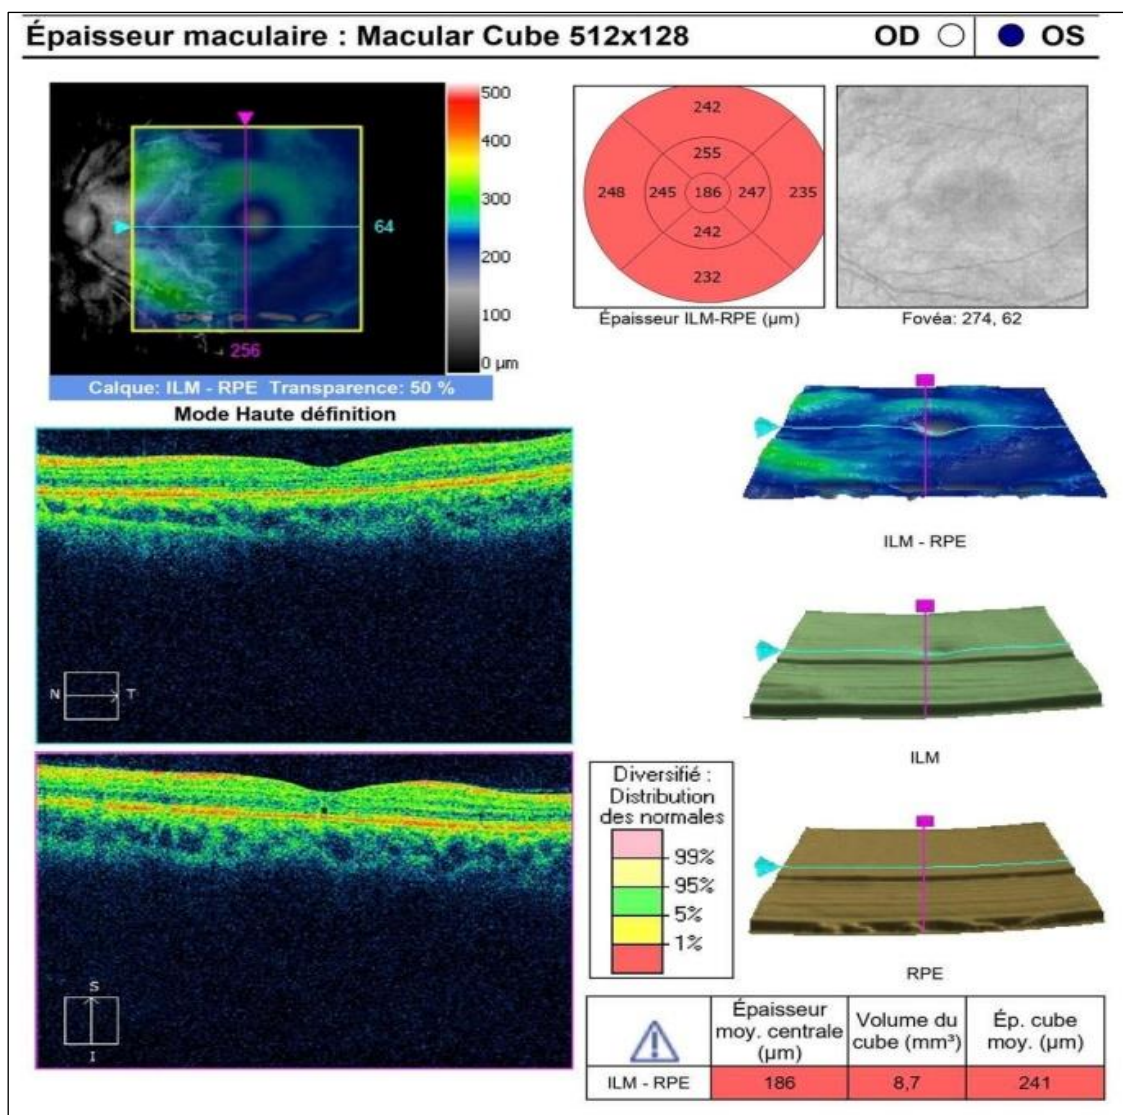 Épaisseur maculaire : Macular Cube 512x128
OD OS
500
400
300
200
100
0 µm
64
256
Calque: ILM - RPE Transparence: 50 %
242
255
248 245 186 247 235
242
232
Épaisseur ILM-RPE (µm)
Fovéa: 274, 62
Mode Haute définition
N T
S
I
ILM - RPE
ILM
RPE
Diversifié :
Distribution
des normales
99%
95%
5%
1%
Épaisseur
moy. centrale
(µm)
Volume du
cube (mm³)
Ép. cube
moy. (µm)
ILM - RPE 186 8,7 241